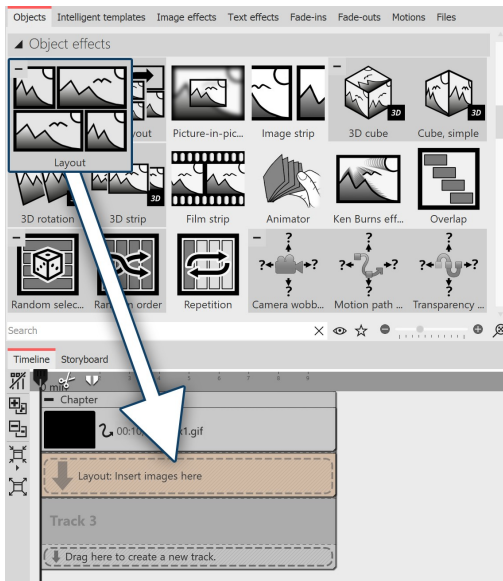 Objects Intelligent templates Image effects Text effects Fade-ins Fade-outs Motions Files
Object effects
Layout
Picture-in-pic...
Image strip
3D
3D cube
3D
Cube, simple
3D rotation
3D
3D strip
Film strip
Animator
Ken Burns eff...
Overlap
Random selec...
order
Repetition
? ? ? ?
Camera wobb...
? ? ? ?
Motion path ...
? ? ? ?
Transparency ...
Search
Timeline Storyboard
0 min
Chapter
Layout: Insert images here
Track 3
Drag here to create a new track.